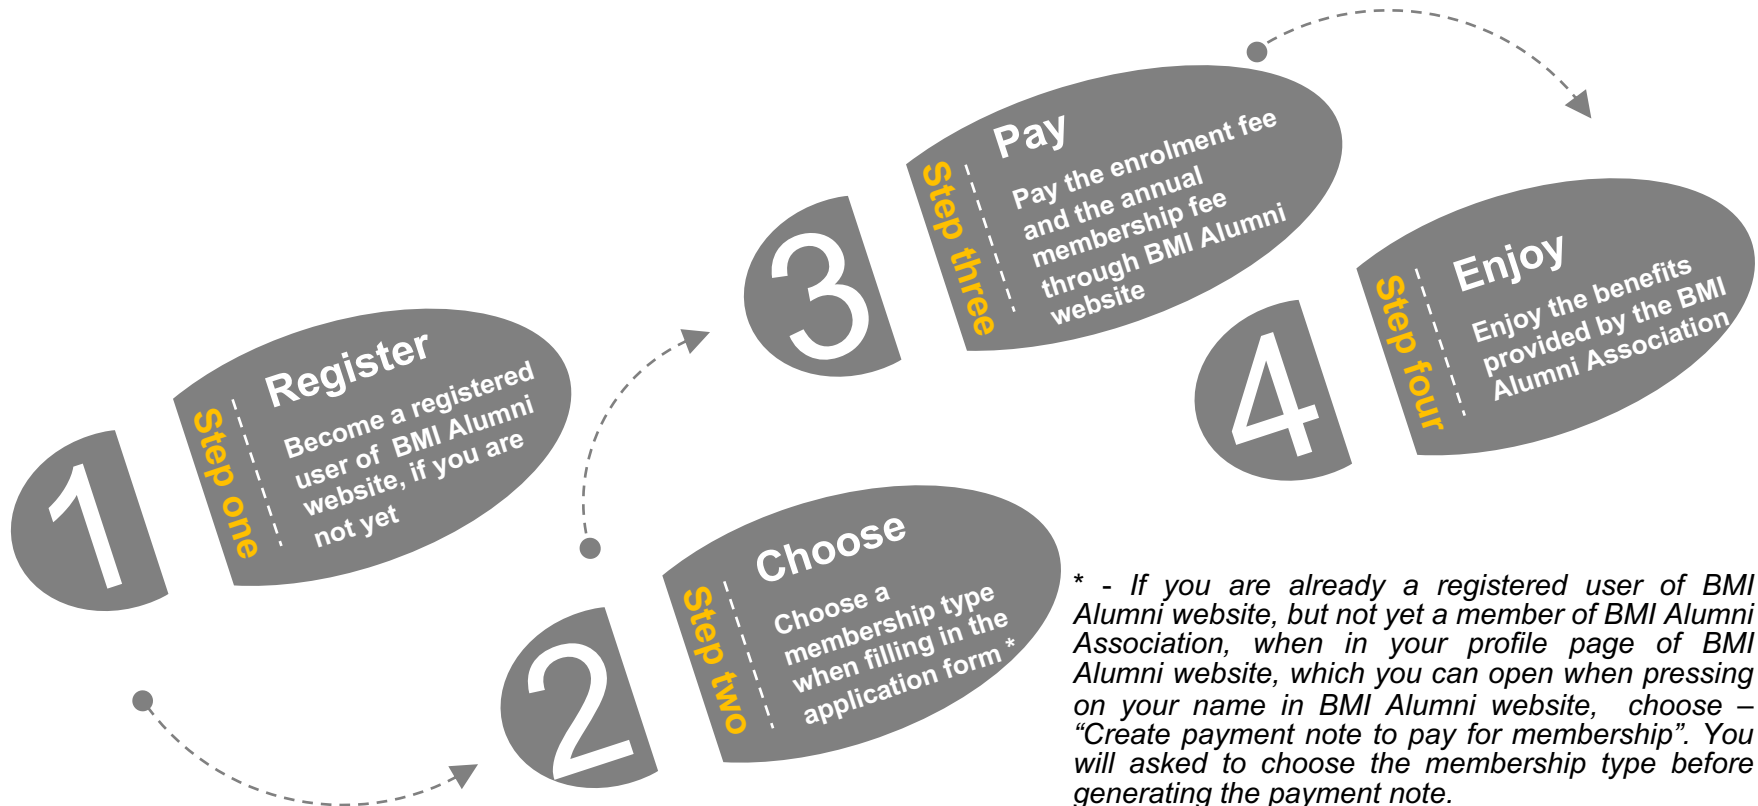 1
Step one
Register
Become a registered
user of BMI Alumni
website, if you are
not yet
2
Step two
Choose
Choose a
membership type
when filling in the
application form *
3
Step three
Pay
Pay the enrolment fee
and the annual
membership fee
through BMI Alumni
website
4
Step four
Enjoy
Enjoy the benefits
provided by the BMI
Alumni Association
* - If you are already a registered user of BMI
Alumni website, but not yet a member of BMI Alumni
Association, when in your profile page of BMI
Alumni website, which you can open when pressing
on your name in BMI Alumni website, choose –
“Create payment note to pay for membership”. You
will asked to choose the membership type before
generating the payment note.